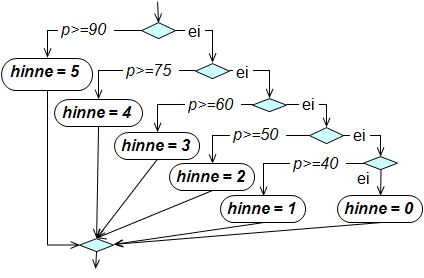 p>=90 ei
hinne = 5 p>=75 ei
hinne = 4 p>=60 ei
hinne = 3 p>=50 ei
hinne = 2 p>=40 ei
hinne = 1 hinne = 0